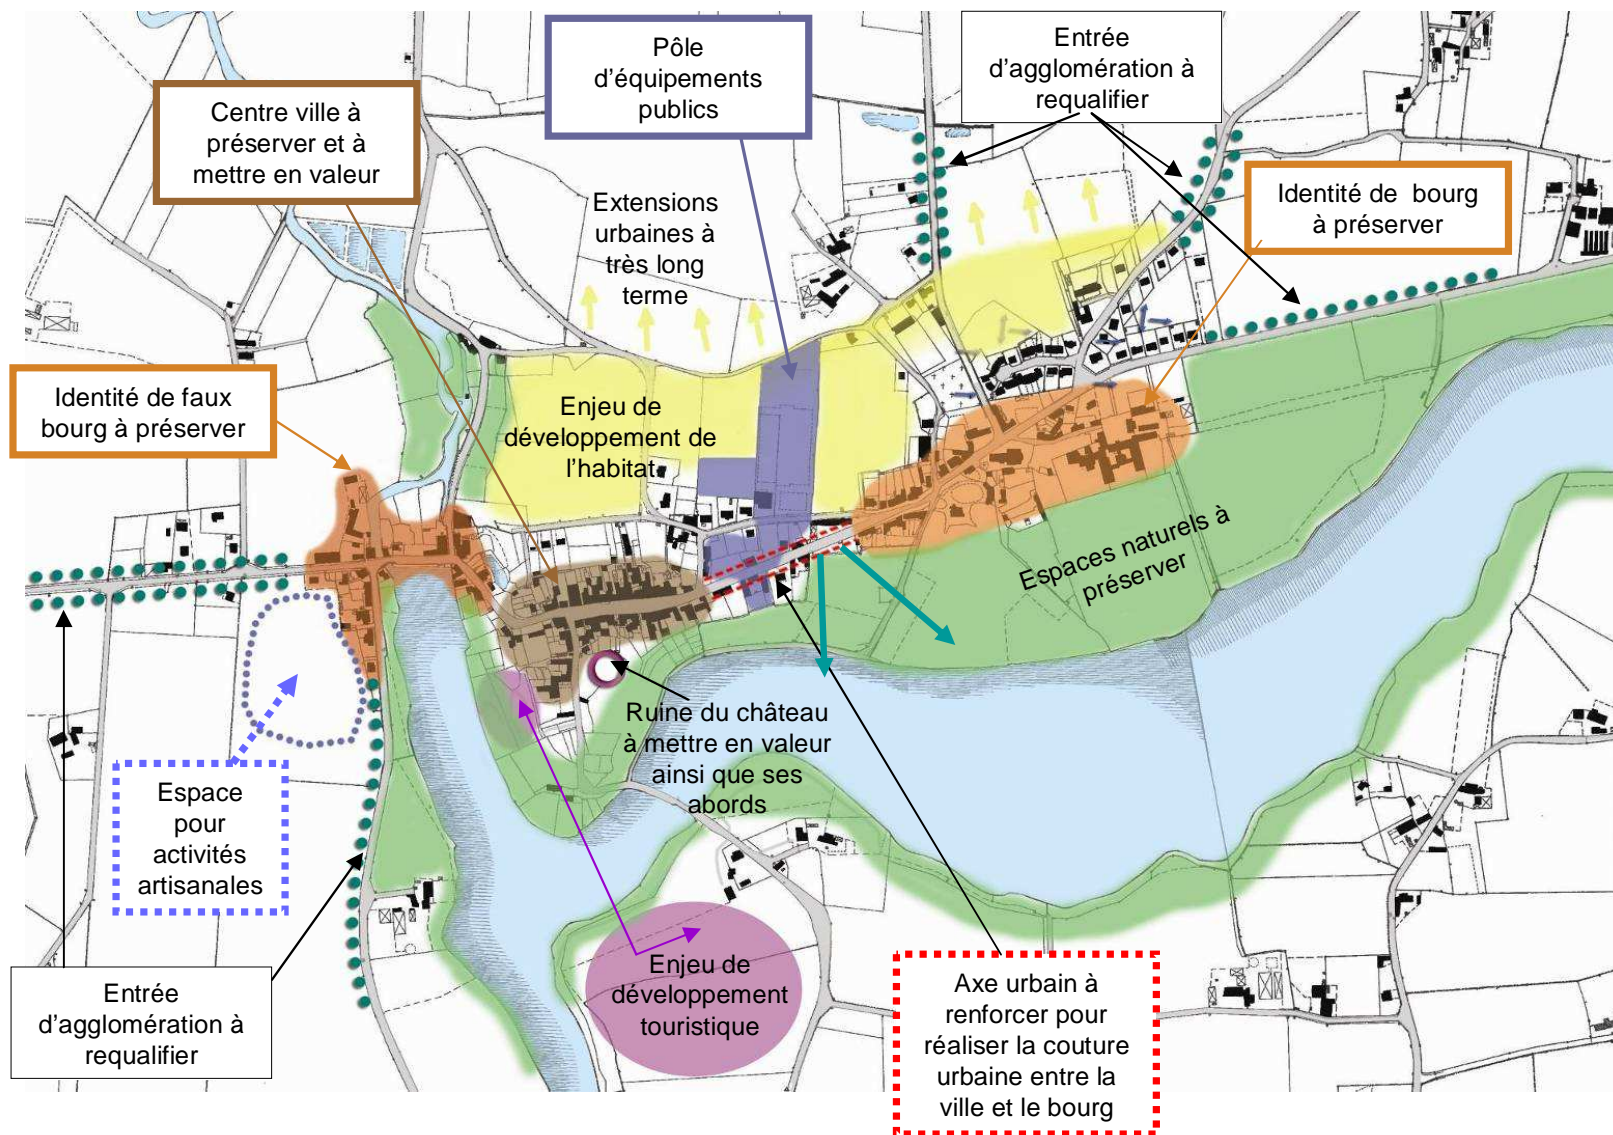 Pôle
d'équipements
publics
Entrée
d'agglomération à
requalifier
Centre ville à
préserver et à
mettre en valeur
Identité de bourg
à préserver
Extensions
urbaines à
très long
terme
Identité de faux
bourg à préserver
Enjeu de
développement de
l'habitat
Espaces naturels à
préserver
Ruine du château
à mettre en valeur
ainsi que ses
abords
Espace
pour
activités
artisanales
Enjeu de
développement
touristique
Entrée
d'agglomération à
requalifier
Axe urbain à
renforcer pour
réaliser la couture
urbaine entre la
ville et le bourg